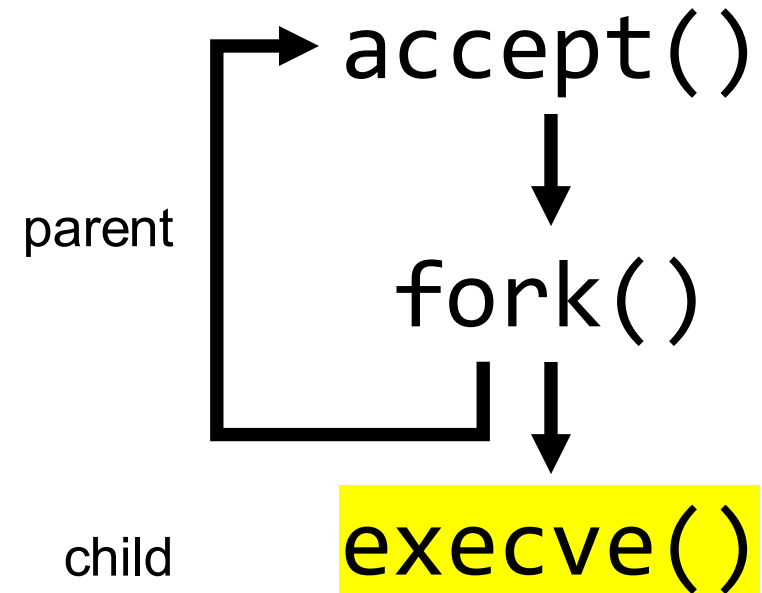 accept()
parent
fork()
child
execve()